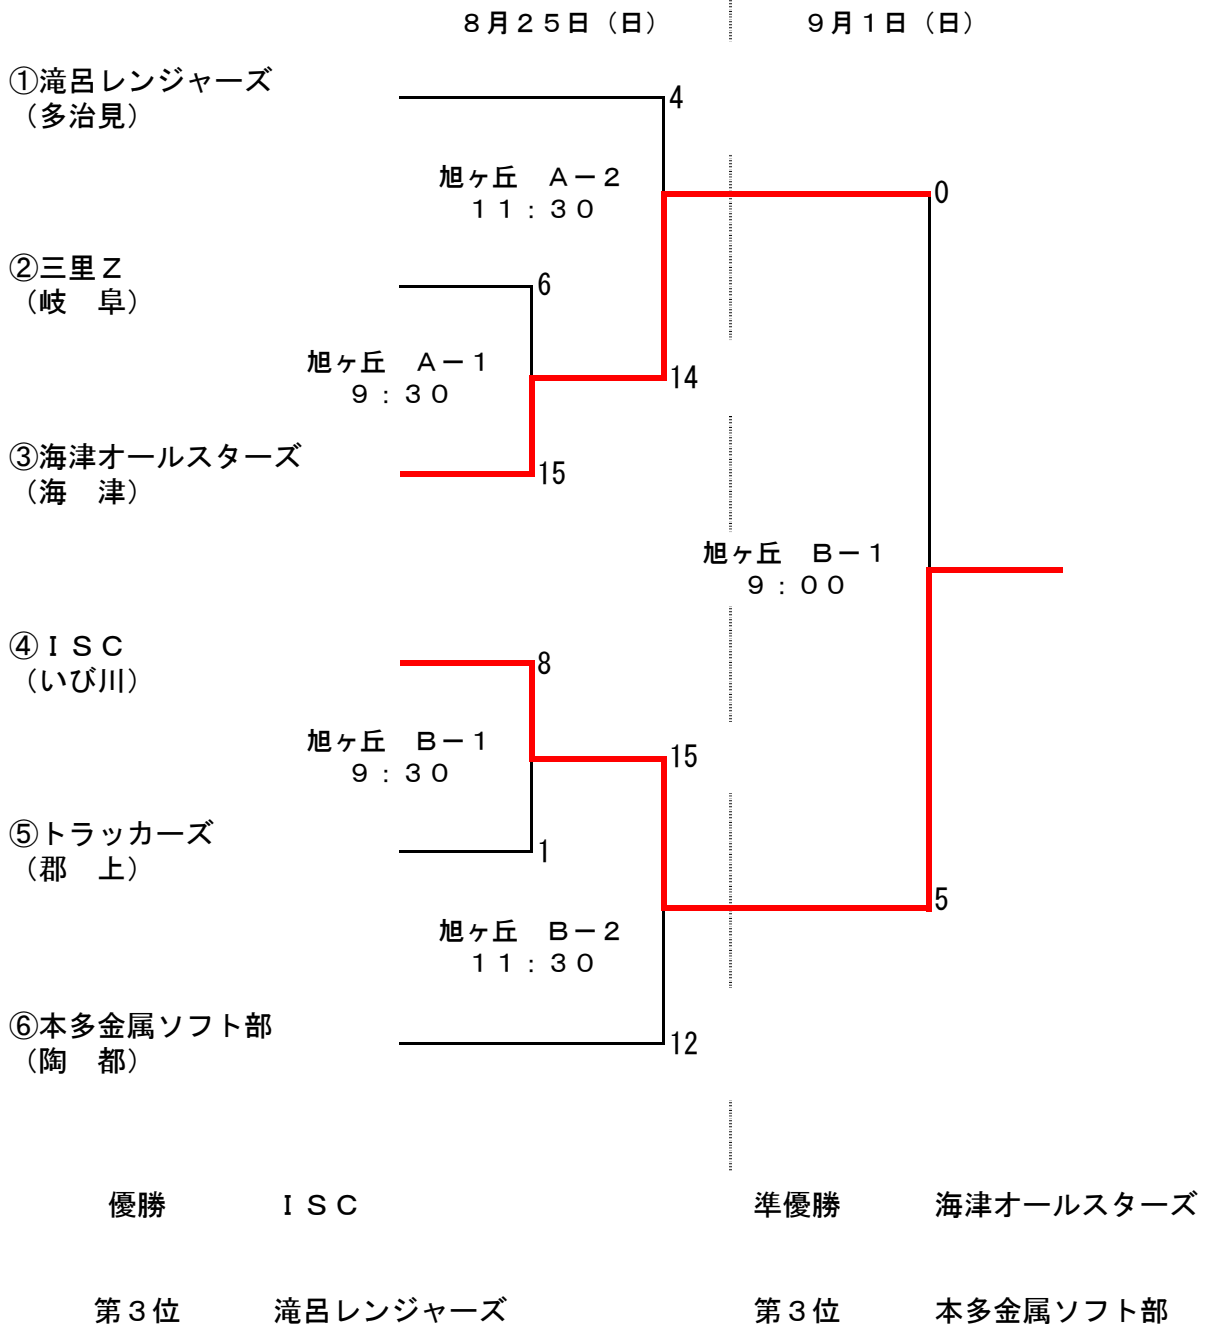 ８月２５日（日）
９月１日（日）
①滝呂レンジャーズ
（多治見）
4
旭ヶ丘　Ａ－２
１１：３０
0
②三里Ｚ
（岐　阜）
6
旭ヶ丘　Ａ－１
９：３０
14
③海津オールスターズ
（海　津）
15
旭ヶ丘　Ｂ－１
９：００
④ＩＳＣ
（いび川）
8
旭ヶ丘　Ｂ－１
９：３０
15
⑤トラッカーズ
（郡　上）
1
5
旭ヶ丘　Ｂ－２
１１：３０
⑥本多金属ソフト部
（陶　都）
12
優勝　ＩＳＣ
準優勝　海津オールスターズ
第３位　滝呂レンジャーズ
第３位　本多金属ソフト部